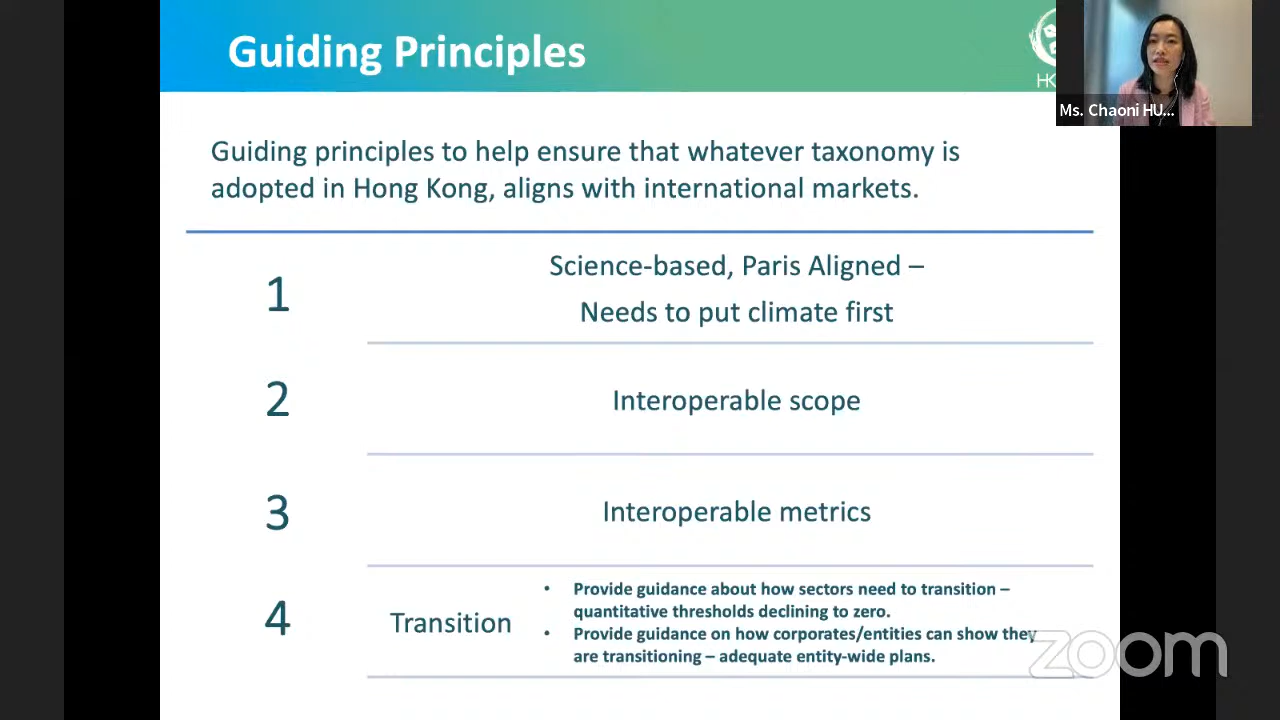 Guiding Principles
HK
Ms. Chaoni HU...
Guiding principles to help ensure that whatever taxonomy is
adopted in Hong Kong, aligns with international markets.
1
Science-based, Paris Aligned –
Needs to put climate first
2
Interoperable scope
3
Interoperable metrics
4
Transition
• Provide guidance about how sectors need to transition –
quantitative thresholds declining to zero.
• Provide guidance on how corporates/entities can show they
are transitioning – adequate entity-wide plans.
zoom